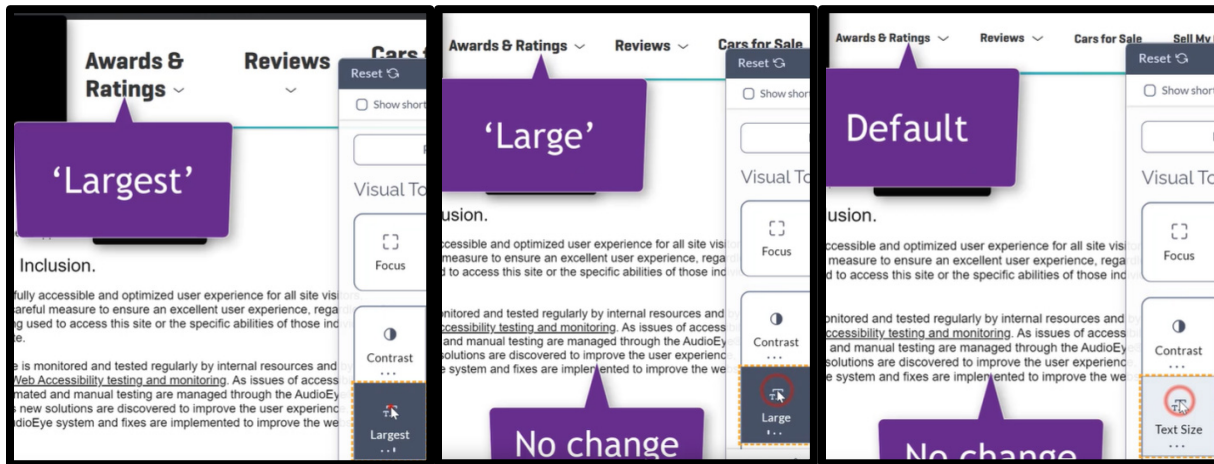 Awards &
Ratings
Reviews
Cars f
Reset
Show short
'Largest'
Visual To
Focus
Inclusion.
fully accessible and optimized user experience for all site visitors,
careful measure to ensure an excellent user experience, rega
used to access this site or the specific abilities of those ind
e is monitored and tested regularly by internal resources and
Web Accessibility testing and monitoring. As issues of access
mated and manual testing are managed through the AudioEy
new solutions are discovered to improve the user experience
dioEye system and fixes are implemented to improve the we
Contrast
Largest
Awards & Ratings
Reviews
Cars for Sale
Reset
Show shor
'Large'
Visual To
Focus
usion.
ccessible and optimized user experience for all site visi
measure to ensure an excellent user experience, rega
d to access this site or the specific abilities of those ind
onitored and tested regularly by internal resources and
ccessibility testing and monitoring. As issues of access
and manual testing are managed through the AudioEye
solutions are discovered to improve the user experience
e system and fixes are implemented to improve the we
Contrast
Large
No change
Awards & Ratings
Reviews
Cars for Sale
Sell My
Reset
Show short
Default
Visual To
Focus
usion.
ccessible and optimized user experience for all site visi
measure to ensure an excellent user experience, rega
d to access this site or the specific abilities of those ind
onitored and tested regularly by internal resources and
ccessibility testing and monitoring. As issues of access
and manual testing are managed through the AudioEye
solutions are discovered to improve the user experience
e system and fixes are implemented to improve the we
Contrast
Text Size
No change